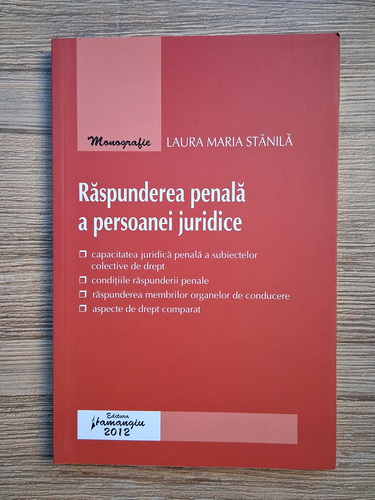 Monografie LAURA MARIA STĂNILĂ
Răspunderea penală
a persoanei juridice
❒ capacitatea juridică penală a subiectelor
colective de drept
❒ condițiile răspunderii penale
❒ răspunderea membrilor organelor de conducere
❒ aspecte de drept comparat
Editura
Hamangiu
2012